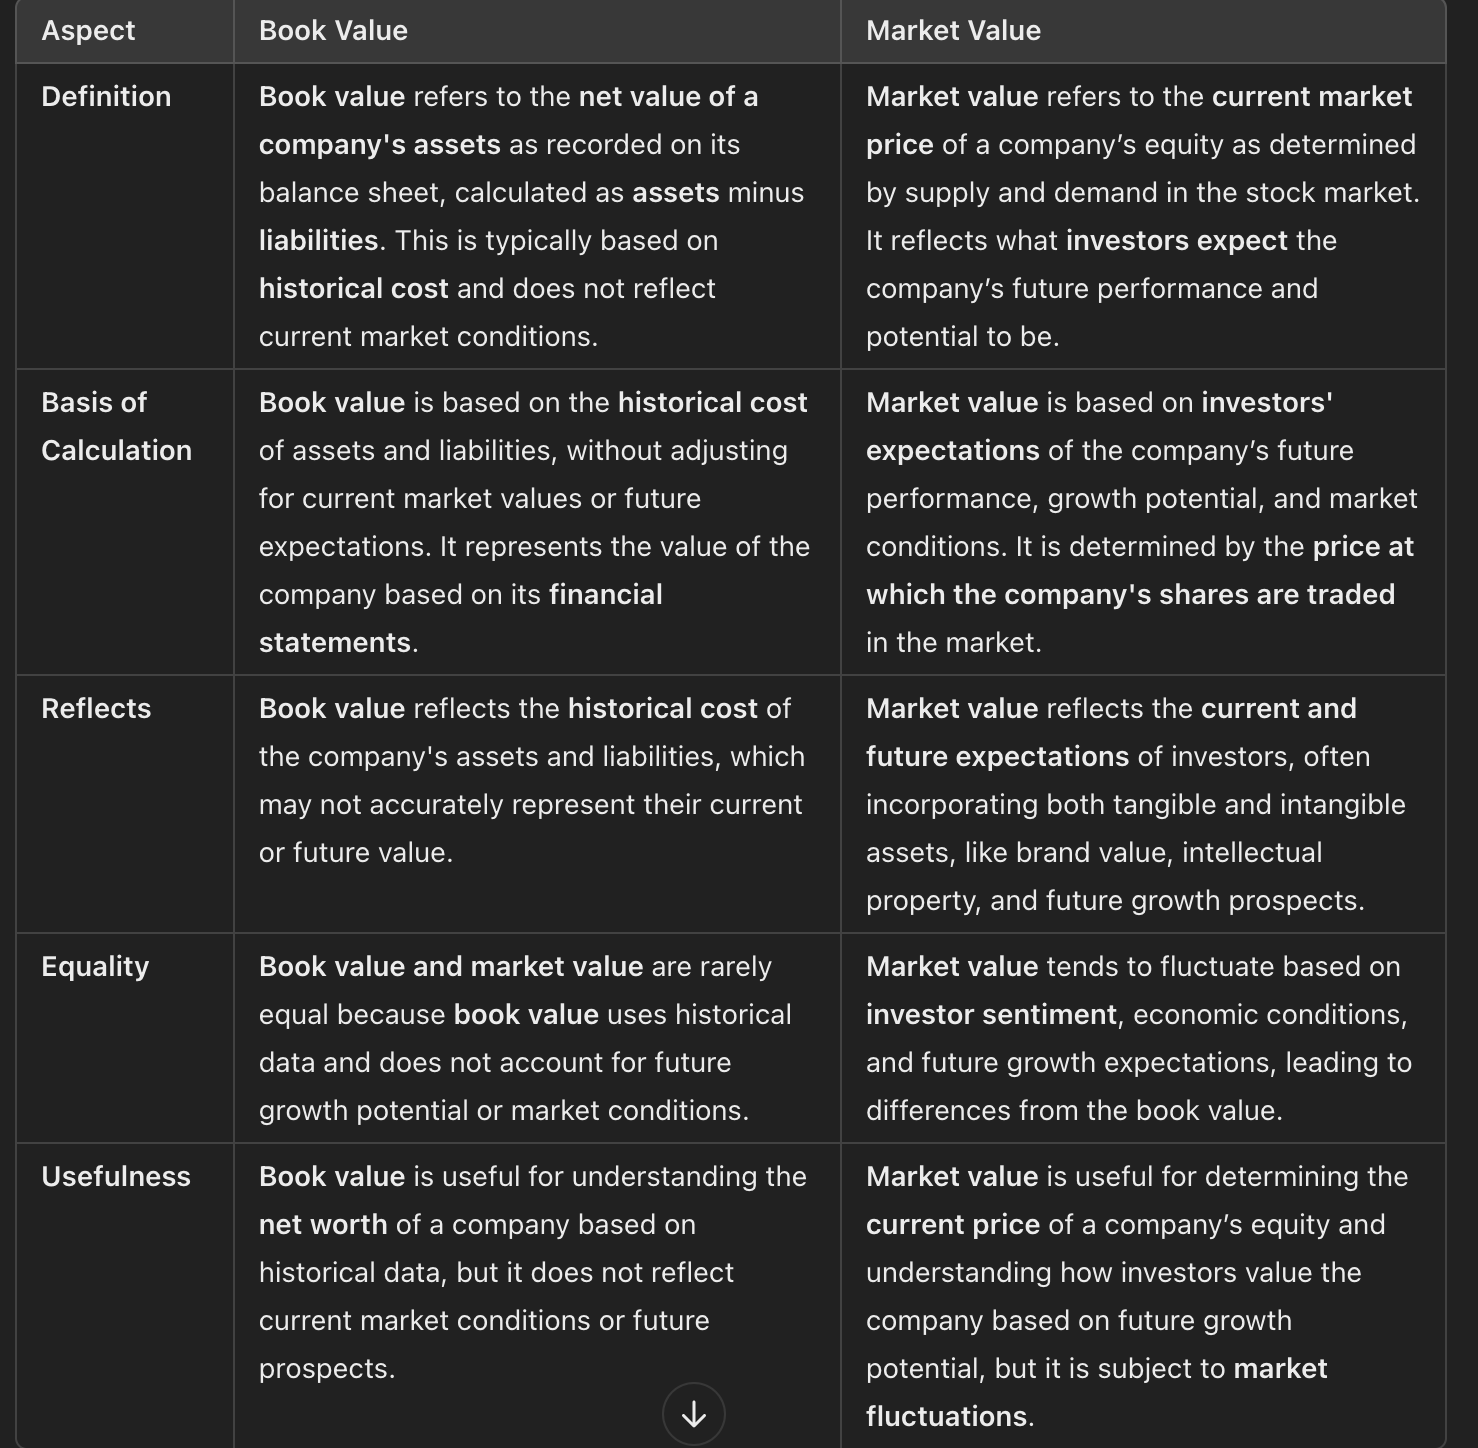 Aspect
Book Value
Market Value
Definition
Book value refers to the net value of a
company's assets as recorded on its
balance sheet, calculated as assets minus
liabilities. This is typically based on
historical cost and does not reflect
current market conditions.
Market value refers to the current market
price of a company’s equity as determined
by supply and demand in the stock market.
It reflects what investors expect the
company’s future performance and
potential to be.
Basis of
Calculation
Book value is based on the historical cost
of assets and liabilities, without adjusting
for current market values or future
expectations. It represents the value of the
company based on its financial
statements.
Market value is based on investors'
expectations of the company’s future
performance, growth potential, and market
conditions. It is determined by the price at
which the company's shares are traded
in the market.
Reflects
Book value reflects the historical cost of
the company's assets and liabilities, which
may not accurately represent their current
or future value.
Market value reflects the current and
future expectations of investors, often
incorporating both tangible and intangible
assets, like brand value, intellectual
property, and future growth prospects.
Equality
Book value and market value are rarely
equal because book value uses historical
data and does not account for future
growth potential or market conditions.
Market value tends to fluctuate based on
investor sentiment, economic conditions,
and future growth expectations, leading to
differences from the book value.
Usefulness
Book value is useful for understanding the
net worth of a company based on
historical data, but it does not reflect
current market conditions or future
prospects.
Market value is useful for determining the
current price of a company’s equity and
understanding how investors value the
company based on future growth
potential, but it is subject to market
fluctuations.